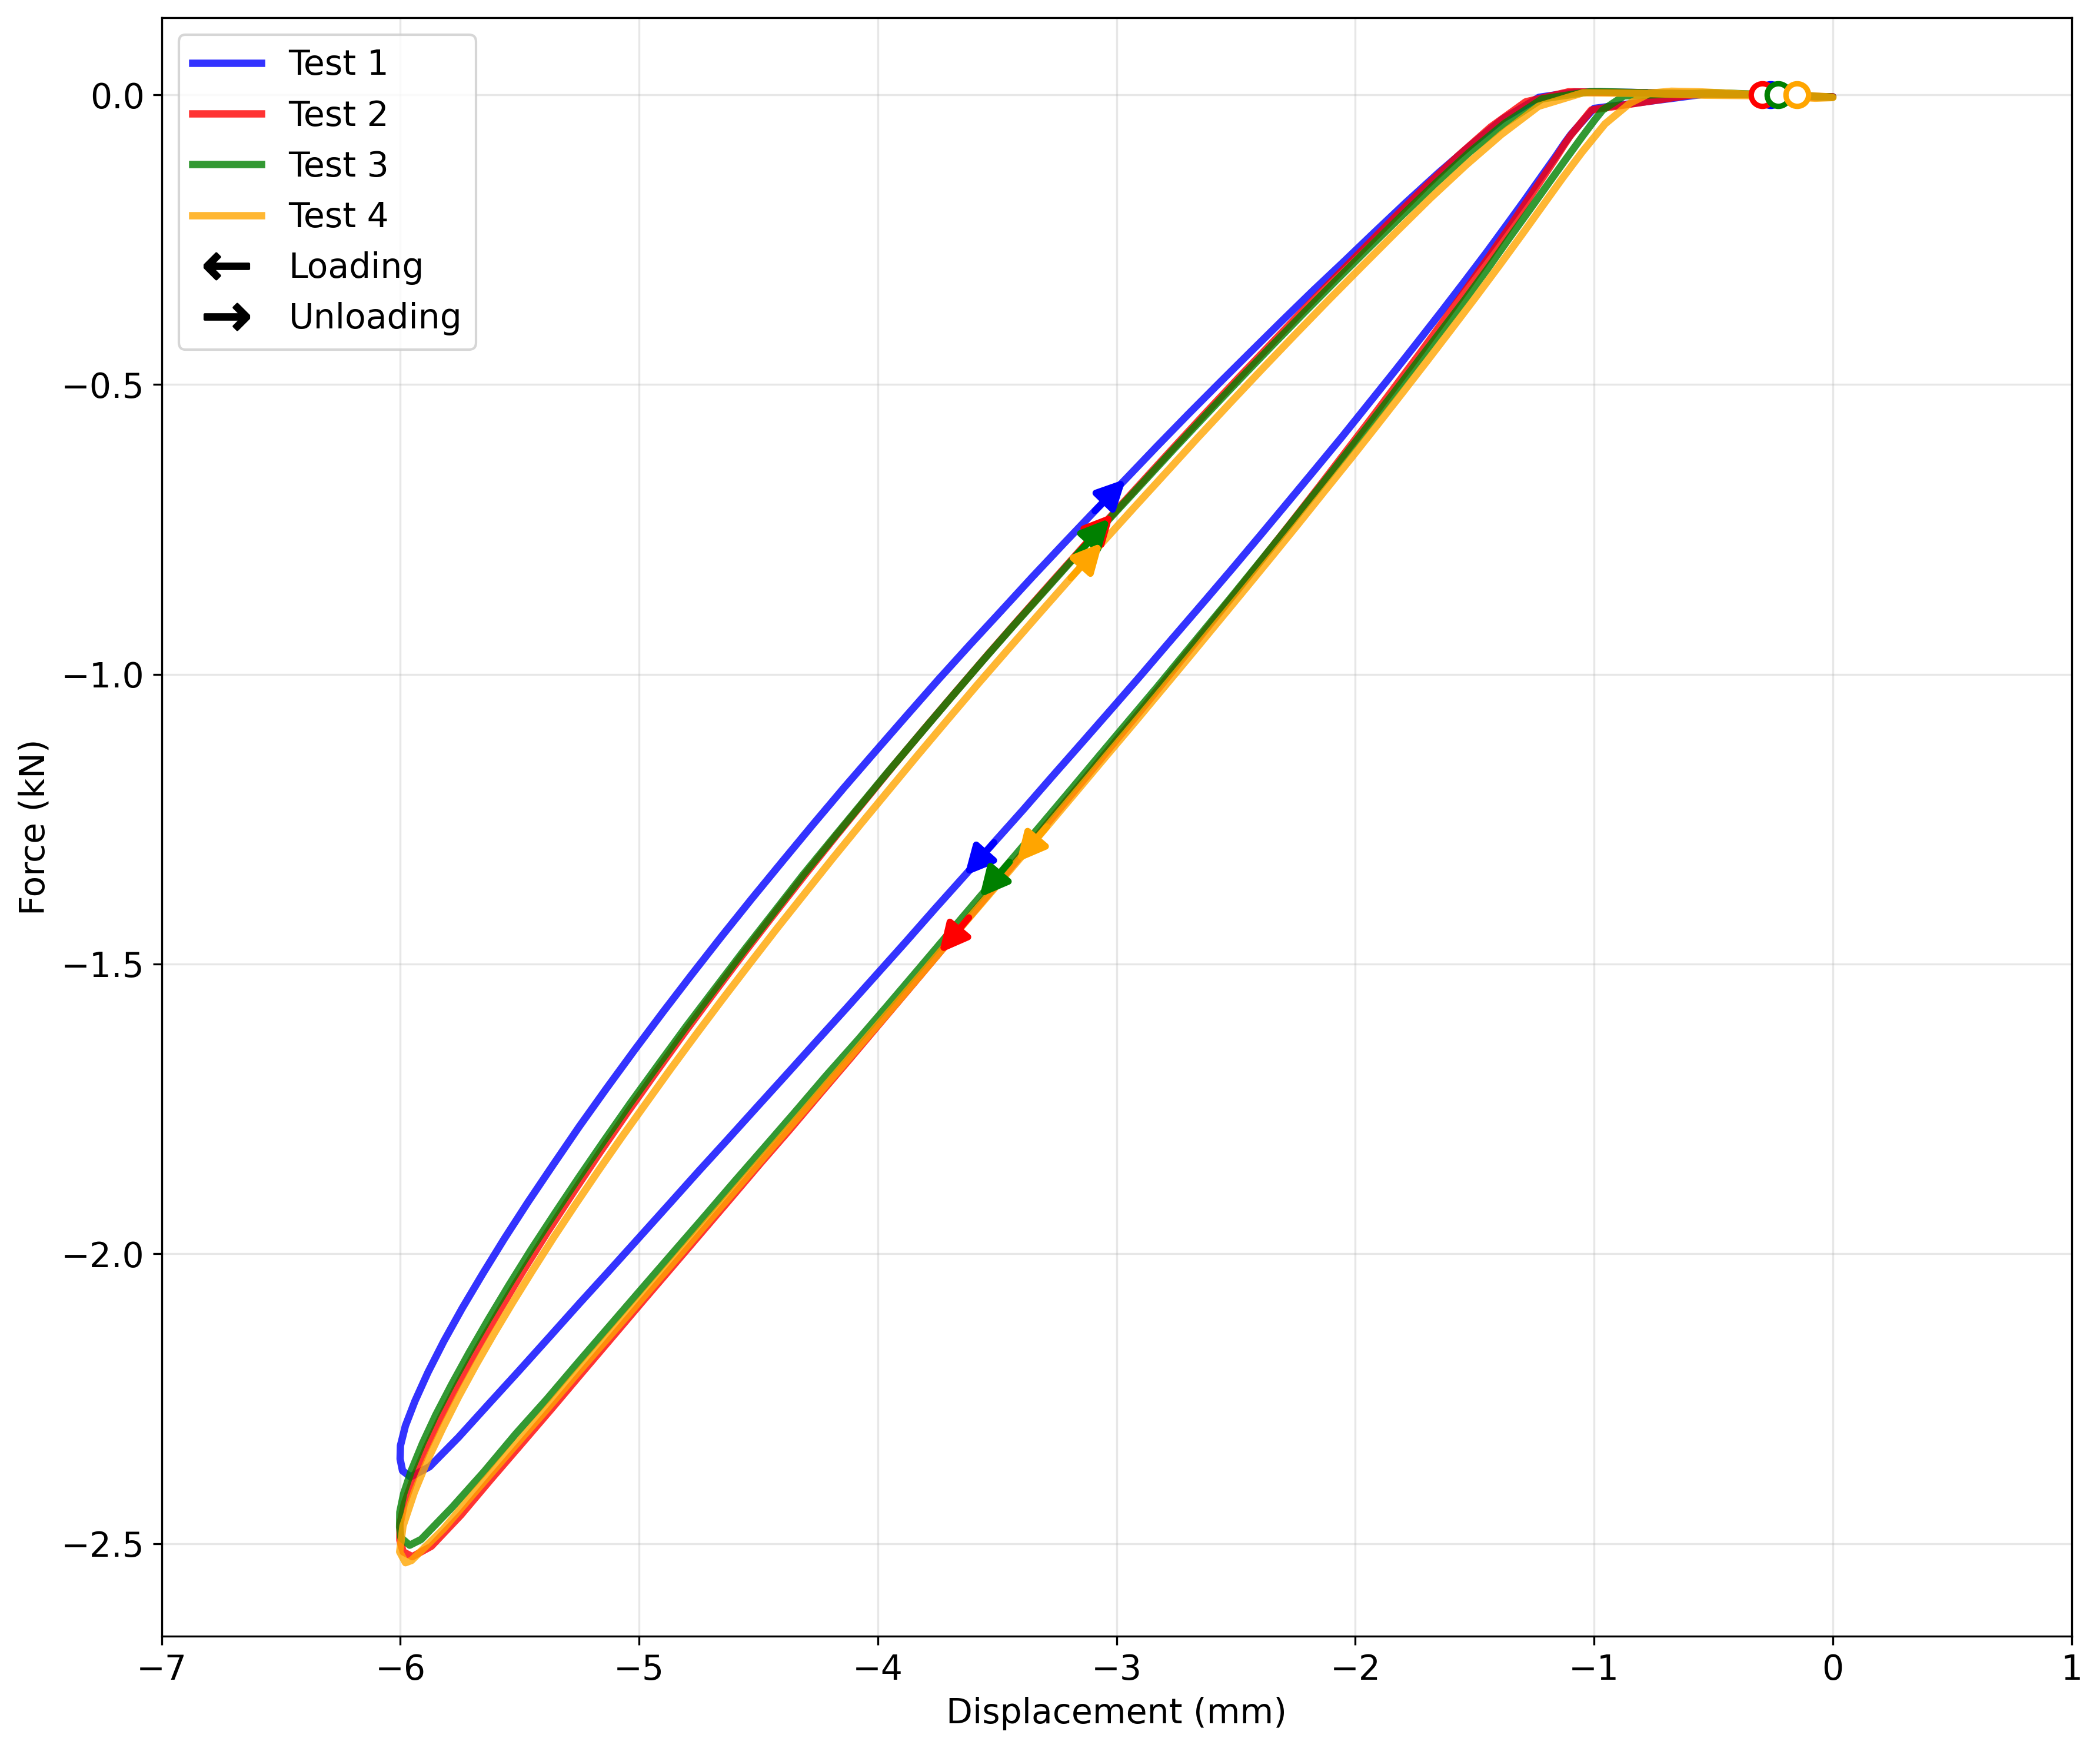 Test 1
Test 2
Test 3
Test 4
← Loading
→ Unloading
0.0
−0.5
−1.0
−1.5
−2.0
−2.5
Force (kN)
−7 −6 −5 −4 −3 −2 −1 0 1
Displacement (mm)